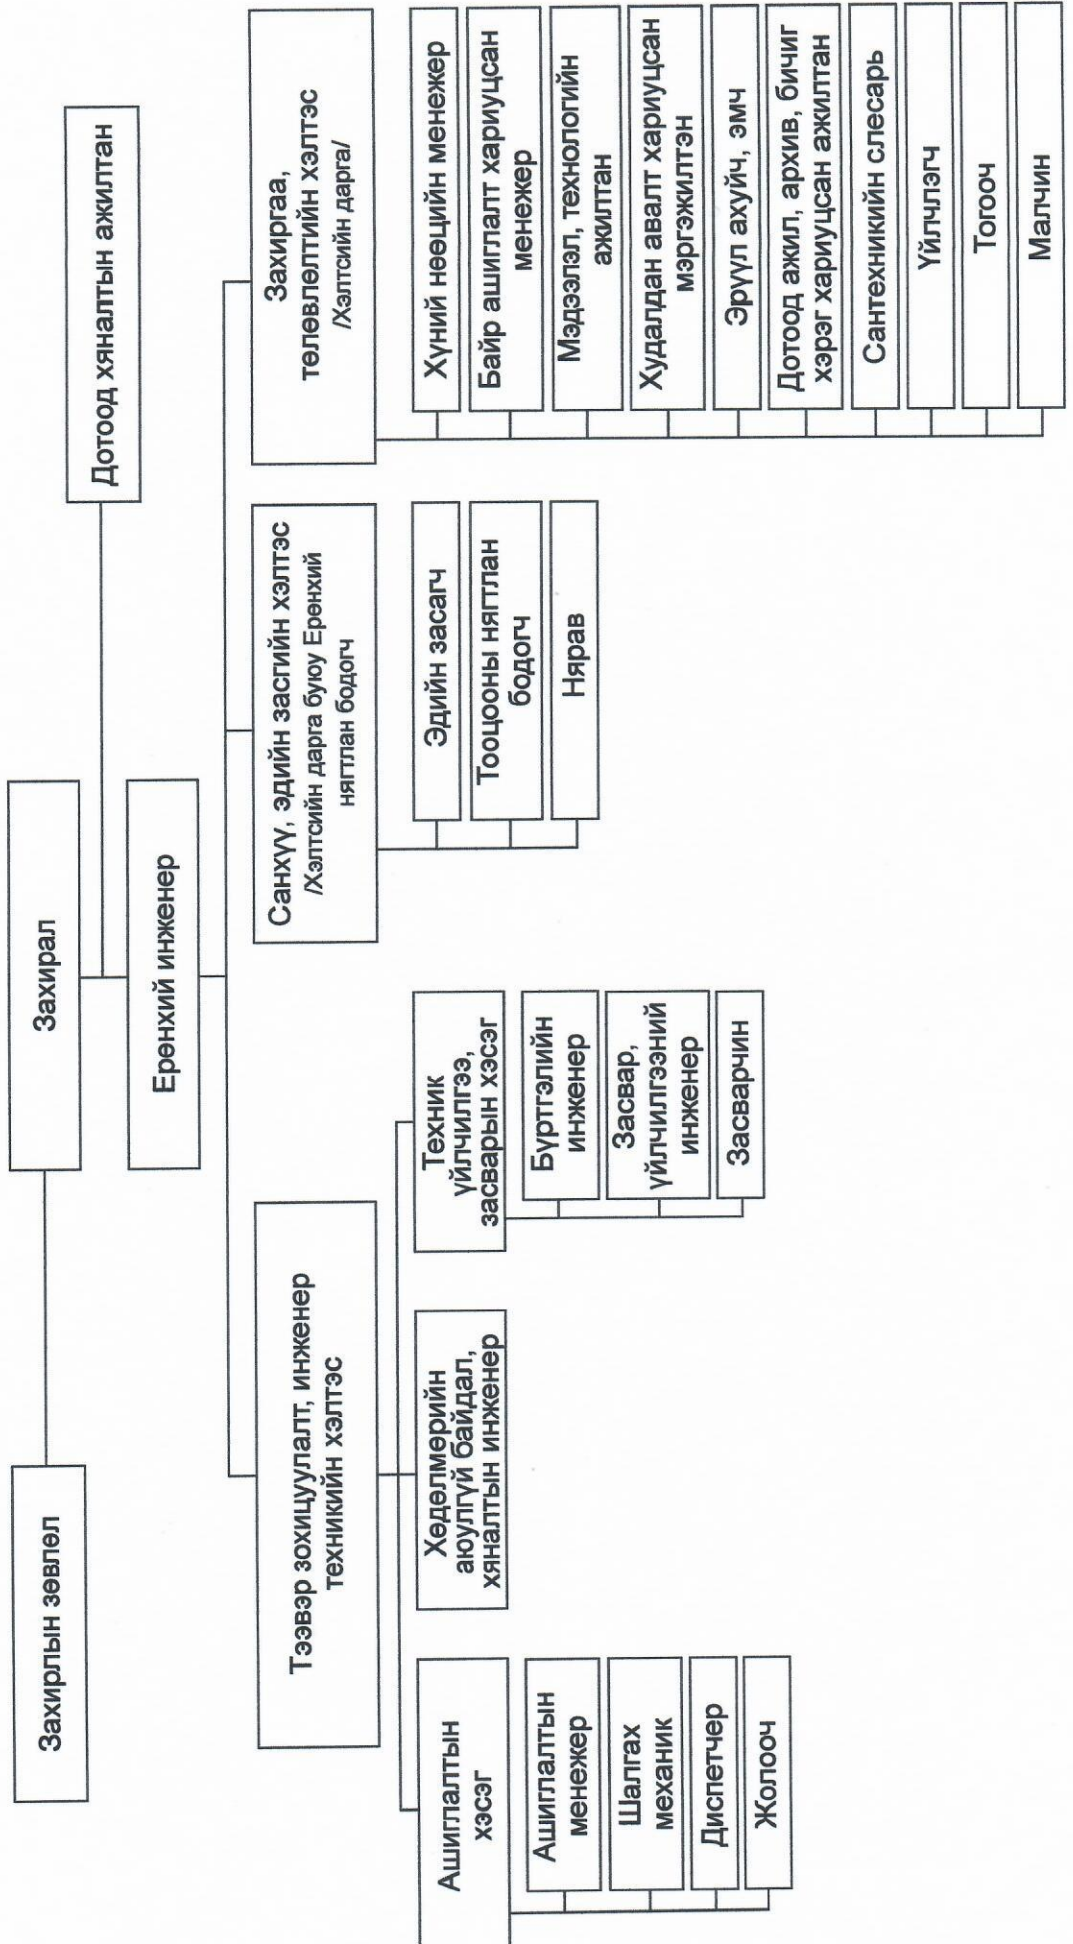 Захирлын зөвлөл
Захирал
Дотоод хяналтын ажилтан
Ерөнхий инженер
Тээвэр зохицуулалт, инженер
техникийн хэлтэс
Санхүү, эдийн засгийн хэлтэс
/Хэлтсийн дарга буюу Ерөнхий
нягтлан бодогч
Захиргаа,
төлөвлөлтийн хэлтэс
/Хэлтсийн дарга/
Ашиглалтын
хэсэг
Ашиглалтын
менежер
Шалгах
механик
Диспетчер
Жолооч
Хөдөлмөрийн
аюулгүй байдал,
хяналтын инженер
Техник
үйлчилгээ,
засварын хэсэг
Бүртгэлийн
инженер
Засвар,
үйлчилгээний
инженер
Засварчин
Эдийн засагч
Тооцооны нягтлан
бодогч
Нярав
Хүний нөөцийн менежер
Байр ашиглалт хариуцсан
менежер
Мэдээлэл, технологийн
ажилтан
Худалдан авалт хариуцсан
мэргэжилтэн
Эрүүл ахуйч, эмч
Дотоод ажил, архив, бичиг
хэрэг хариуцсан ажилтан
Сантехникийн слесарь
Үйлчлэгч
Тогооч
Малчин